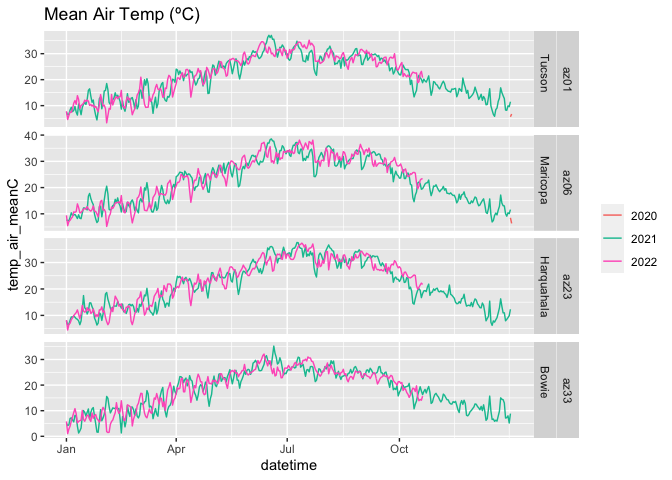 Mean Air Temp (ºC)
temp_air_meanC
30
20
10
Tucson
az01
40
30
20
10
Maricopa
az06
30
20
10
Harquahala
az23
30
20
10
0
Bowie
az33
Jan
Apr
Jul
Oct
datetime
2020
2021
2022